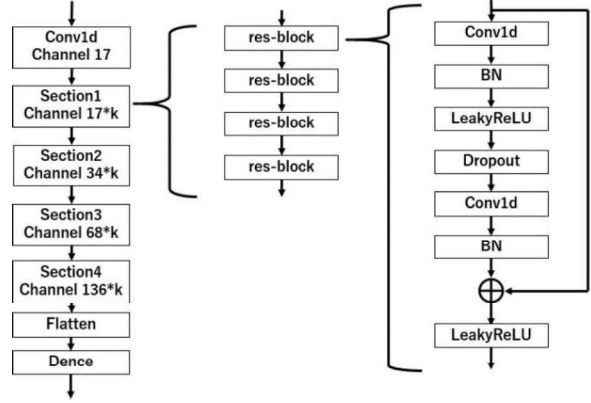 Conv1d
Channel 17
Section1
Channel 17*k
Section2
Channel 34*k
Section3
Channel 68*k
Section4
Channel 136*k
Flatten
Dence
res-block
res-block
res-block
res-block
Conv1d
BN
LeakyReLU
Dropout
Conv1d
BN
LeakyReLU